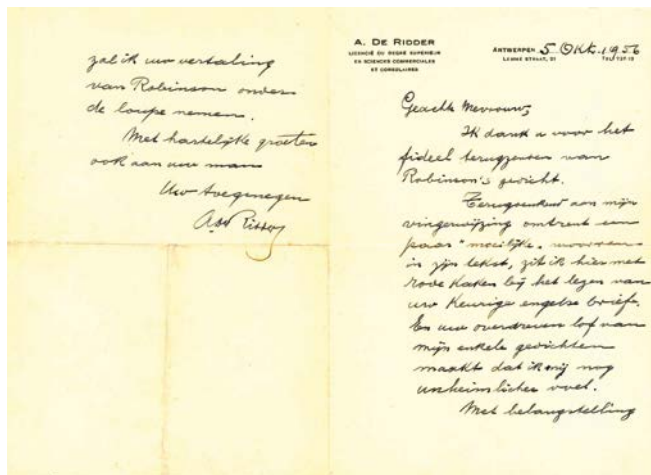 A. DE RIDDER
LICENCIÉ DU DEGRÉ SUPÉRIEUR
EN SCIENCES COMMERCIALES
ET CONSULAIRES
ANTWERPEN 5 Okt. 1956
STRAAT, 21 TEL.
Geachte Mevrouw,
Ik dank u voor het
fideel terugzenden van
Robinson's gedicht.
Terugdenkend aan mijn
vingerwijzing omtrent een
paar "moeilijke" woorden
in zijn tekst, zit ik hier met
rode kaken bij het lezen van
uw keurige engelse brief.
En uw overdreven lof van
mijn enkele gedichten
maakt dat ik mij nog
unheimlicher voel.
Met belangstelling
zal ik uw vertaling
van Robinson onder
de loupe nemen.
Met hartelijke groeten
ook aan uw man
Uw toegenegen
A. De Ridder